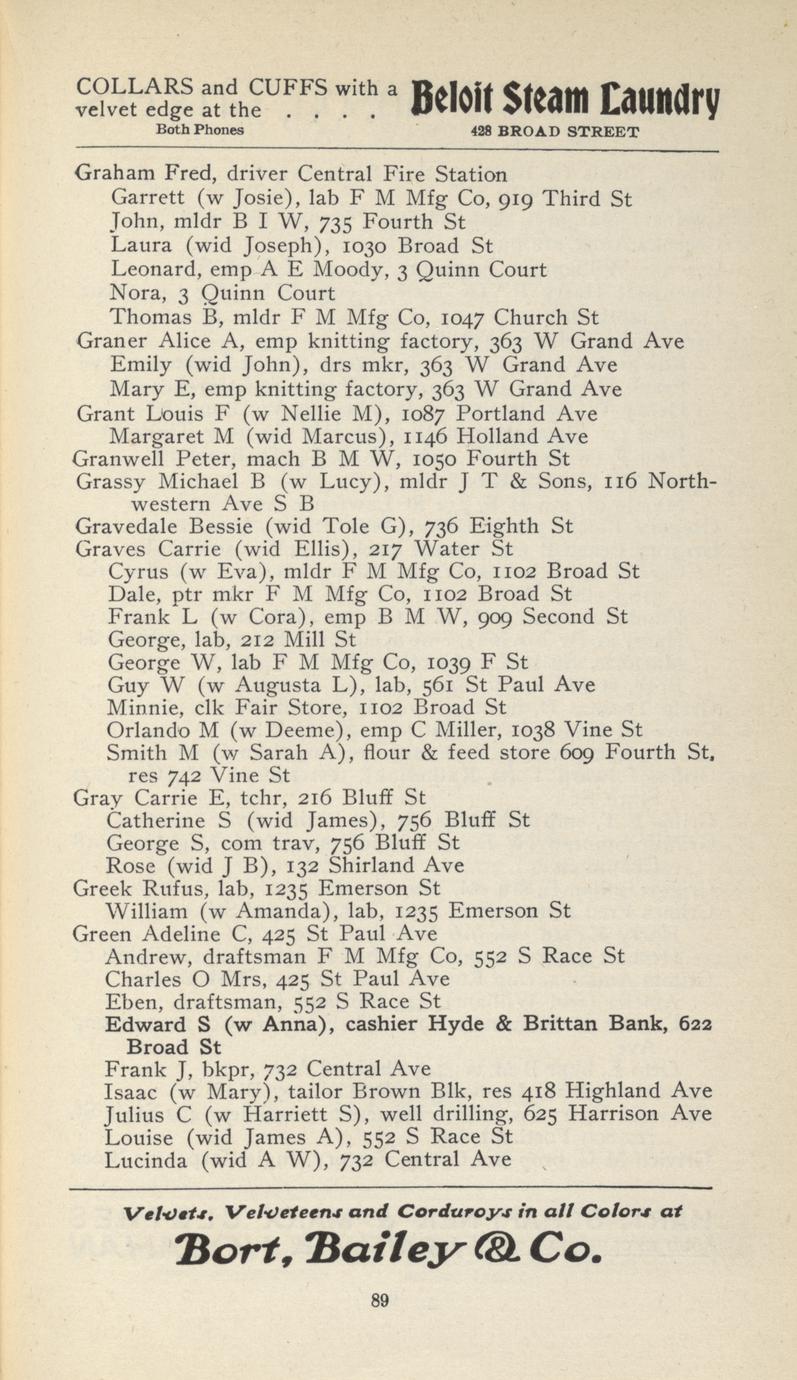 COLLARS and CUFFS with a
velvet edge at the . . . .
Both Phones
Beloit Steam Laundry
428 BROAD STREET
Graham Fred, driver Central Fire Station
Garrett (w Josie), lab F M Mfg Co, 919 Third St
John, mldr B I W, 735 Fourth St
Laura (wid Joseph), 1030 Broad St
Leonard, emp A E Moody, 3 Quinn Court
Nora, 3 Quinn Court
Thomas B, mldr F M Mfg Co, 1047 Church St
Graner Alice A, emp knitting factory, 363 W Grand Ave
Emily (wid John), drs mkr, 363 W Grand Ave
Mary E, emp knitting factory, 363 W Grand Ave
Grant Louis F (w Nellie M), 1087 Portland Ave
Margaret M (wid Marcus), 1146 Holland Ave
Granwell Peter, mach B M W, 1050 Fourth St
Grassy Michael B (w Lucy), mldr J T & Sons, 116 North-
western Ave S B
Gravedale Bessie (wid Tole G), 736 Eighth St
Graves Carrie (wid Ellis), 217 Water St
Cyrus (w Eva), mldr F M Mfg Co, 1102 Broad St
Dale, ptr mkr F M Mfg Co, 1102 Broad St
Frank L (w Cora), emp B M W, 909 Second St
George, lab, 212 Mill St
George W, lab F M Mfg Co, 1039 F St
Guy W (w Augusta L), lab, 561 St Paul Ave
Minnie, clk Fair Store, 1102 Broad St
Orlando M (w Deeme), emp C Miller, 1038 Vine St
Smith M (w Sarah A), flour & feed store 609 Fourth St,
res 742 Vine St
Gray Carrie E, tchr, 216 Bluff St
Catherine S (wid James), 756 Bluff St
George S, com trav, 756 Bluff St
Rose (wid J B), 132 Shirland Ave
Greek Rufus, lab, 1235 Emerson St
William (w Amanda), lab, 1235 Emerson St
Green Adeline C, 425 St Paul Ave
Andrew, draftsman F M Mfg Co, 552 S Race St
Charles O Mrs, 425 St Paul Ave
Eben, draftsman, 552 S Race St
Edward S (w Anna), cashier Hyde & Brittan Bank, 622
Broad St
Frank J, bkpr, 732 Central Ave
Isaac (w Mary), tailor Brown Blk, res 418 Highland Ave
Julius C (w Harriett S), well drilling, 625 Harrison Ave
Louise (wid James A), 552 S Race St
Lucinda (wid A W), 732 Central Ave
Velvets, Velveteens and Corduroys in all Colors at
Bort, Bailey & Co.
89